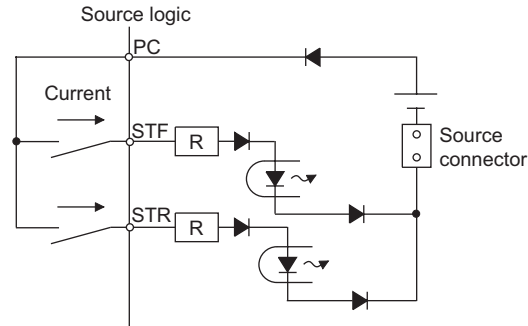 Source logic
PC
Current
STF
R
Source
connector
STR
R